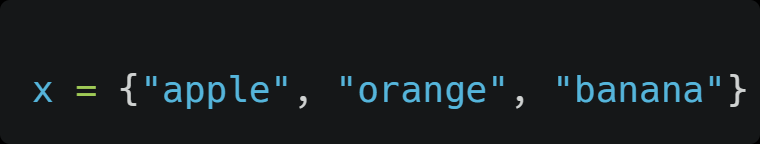 x = {"apple", "orange", "banana"}